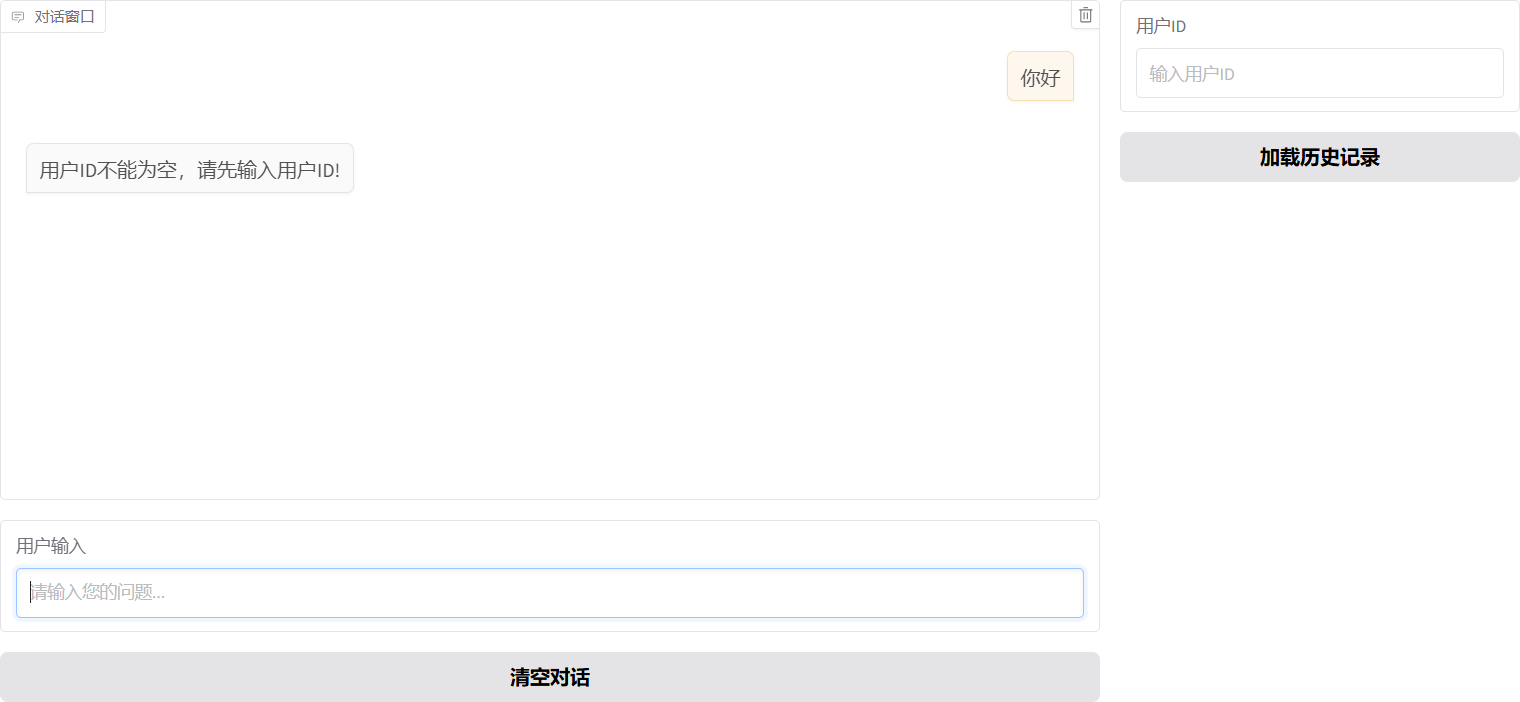 对话窗口
你好
用户ID不能为空，请先输入用户ID!
用户输入
请输入您的问题...
清空对话
用户ID
输入用户ID
加载历史记录